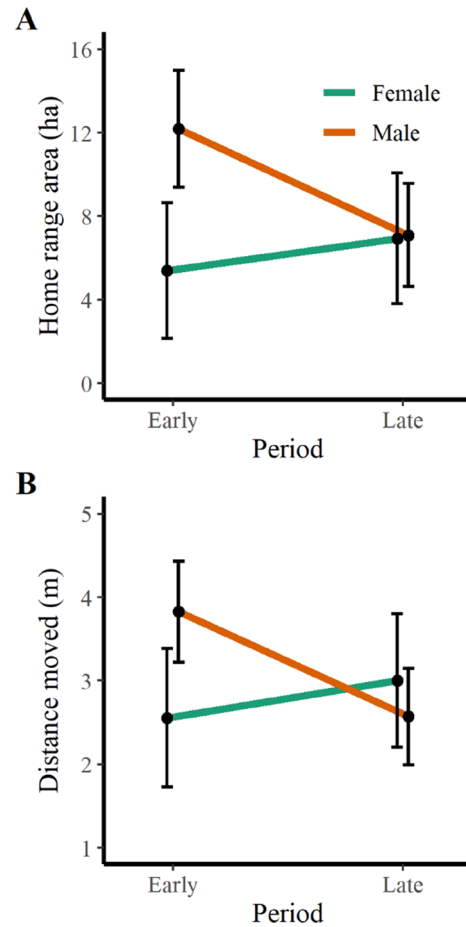 A
Home range area (ha)
16
12
8
4
0
Female
Male
Early
Late
Period
B
Distance moved (m)
5
4
3
2
1
Early
Late
Period